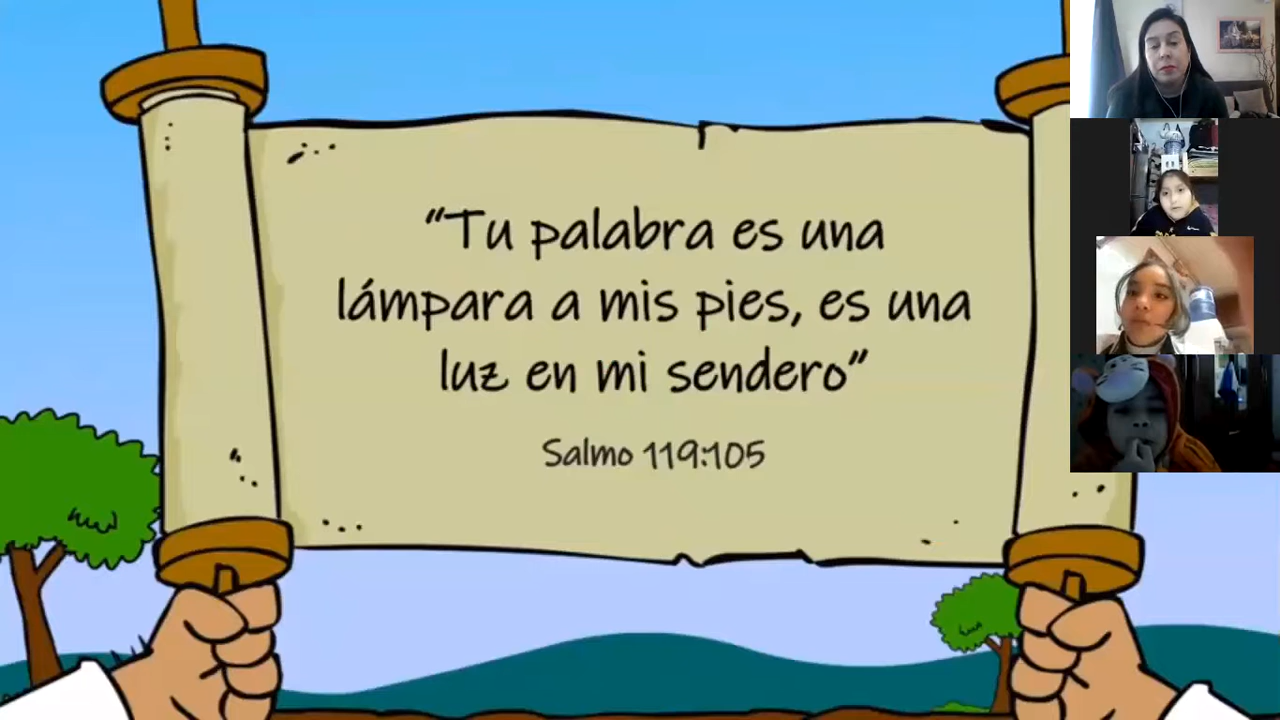 “Tu palabra es una
lámpara a mis pies, es una
luz en mi sendero”
Salmo 119:105